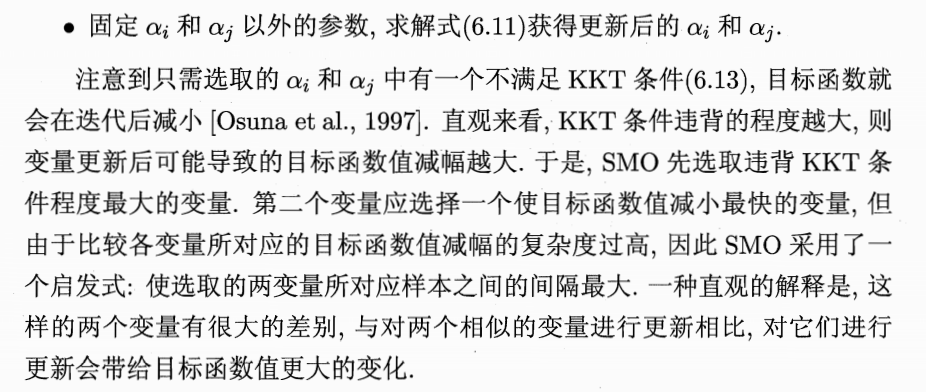 • 固定 αi 和 αj 以外的参数, 求解式(6.11)获得更新后的 αi 和 αj.
注意到只需选取的 αi 和 αj 中有一个不满足 KKT 条件(6.13), 目标函数就
会在迭代后减小 [Osuna et al., 1997]. 直观来看, KKT 条件违背的程度越大, 则
变量更新后可能导致的目标函数值减幅越大. 于是, SMO 先选取违背 KKT 条
件程度最大的变量. 第二个变量应选择一个使目标函数值减小最快的变量, 但
由于比较各变量所对应的目标函数值减幅的复杂度过高, 因此 SMO 采用了一
个启发式: 使选取的两变量所对应样本之间的间隔最大. 一种直观的解释是, 这
样的两个变量有很大的差别, 与对两个相似的变量进行更新相比, 对它们进行
更新会带给目标函数值更大的变化.